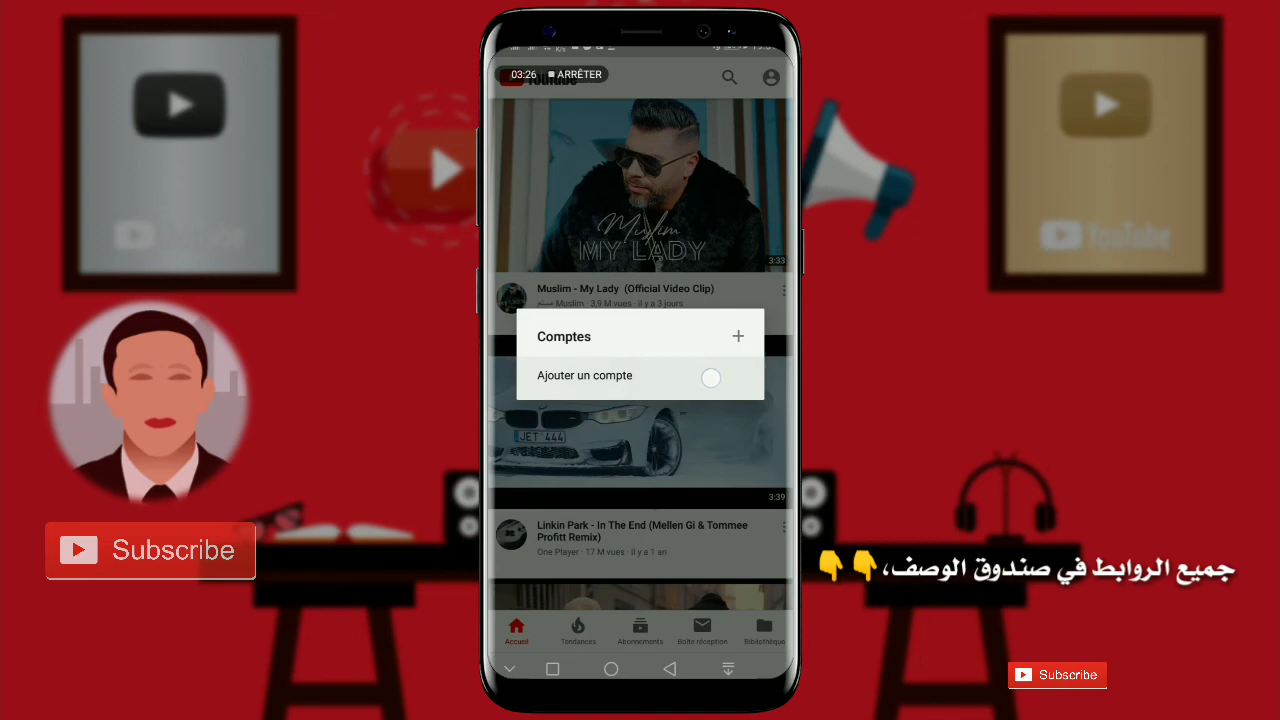 03:26 ARRÊTER
Muslim
MY LADY
3:33
Muslim - My Lady (Official Video Clip)
مسلم Muslim · 3,9 M vues · il y a 3 jours
Comptes
Ajouter un compte
JET 444
3:39
Linkin Park - In The End (Mellen Gi & Tommee
Profitt Remix)
One Player · 17 M vues · il y a 1 an
Accueil
Tendances
Abonnements
Boîte réception
Bibliothèque
YouTube
Subscribe
جميع الروابط في صندوق الوصف،👇👇
Subscribe